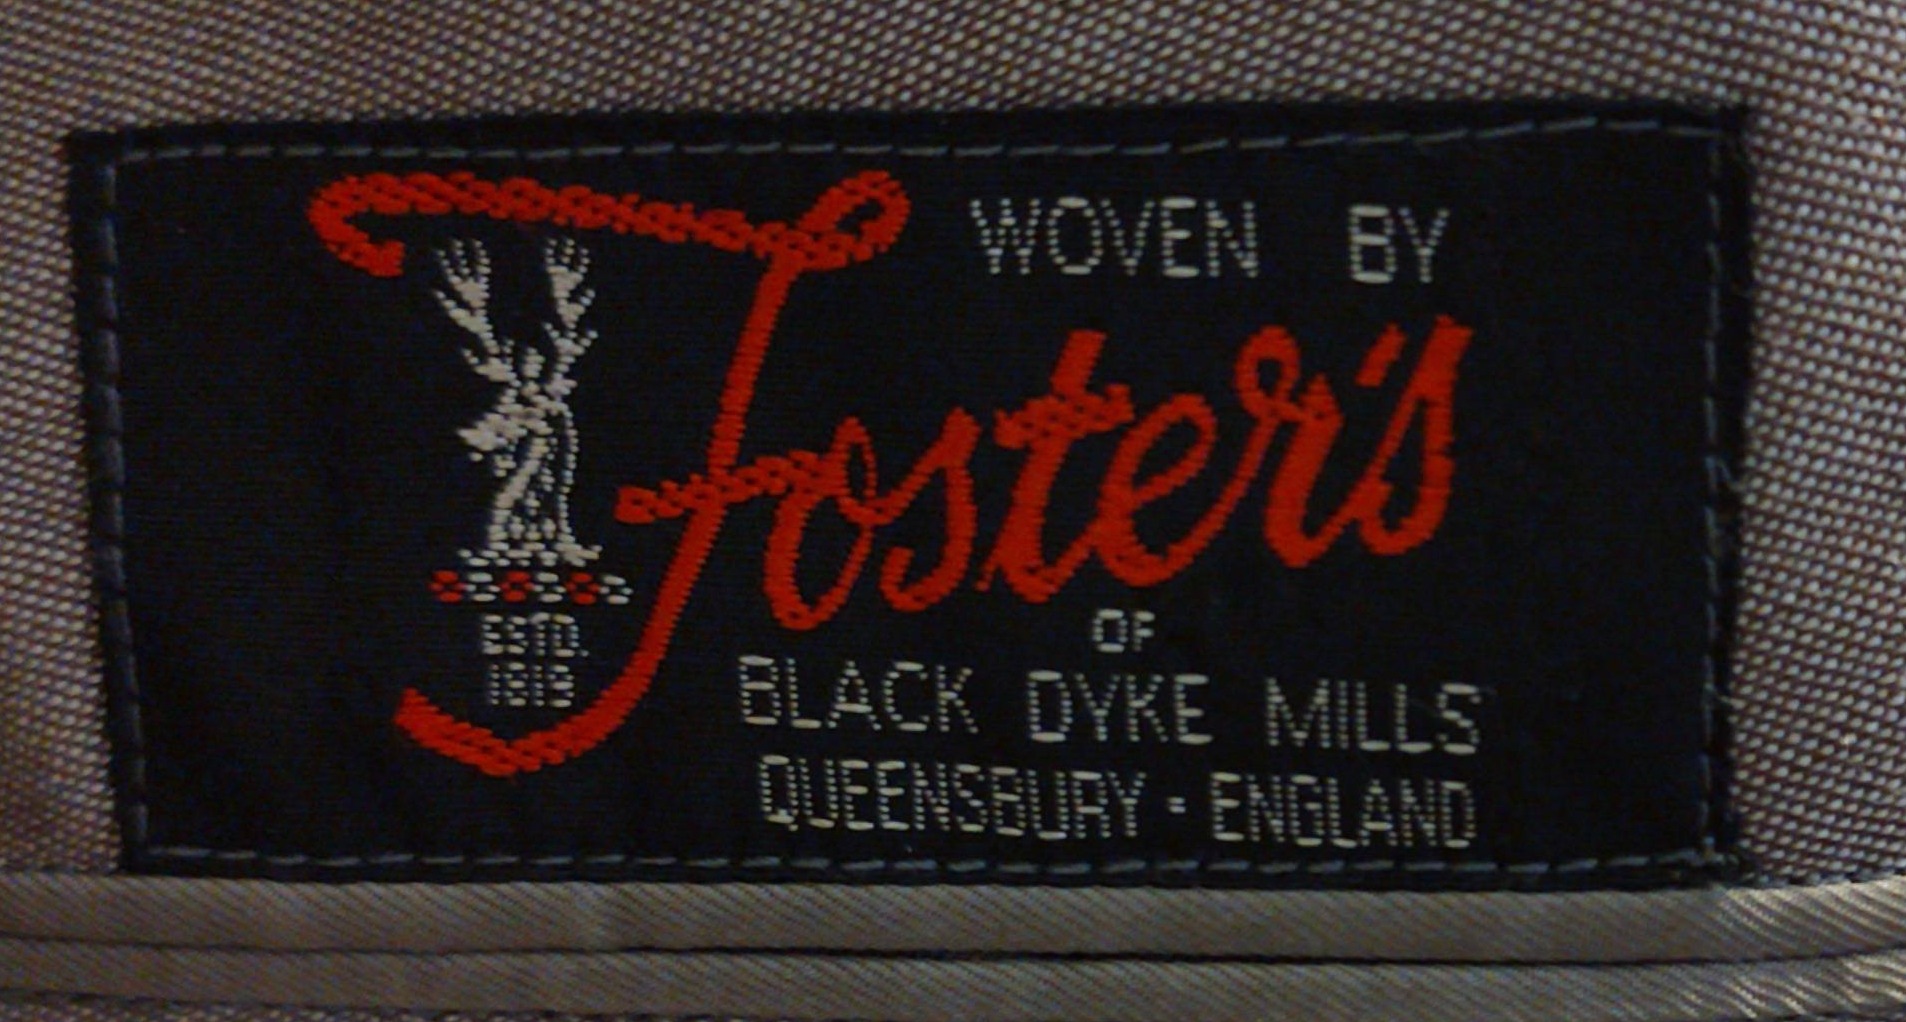 WOVEN BY
Foster's
OF
BLACK DYKE MILLS
QUEENSBURY - ENGLAND
ESTD.
1819